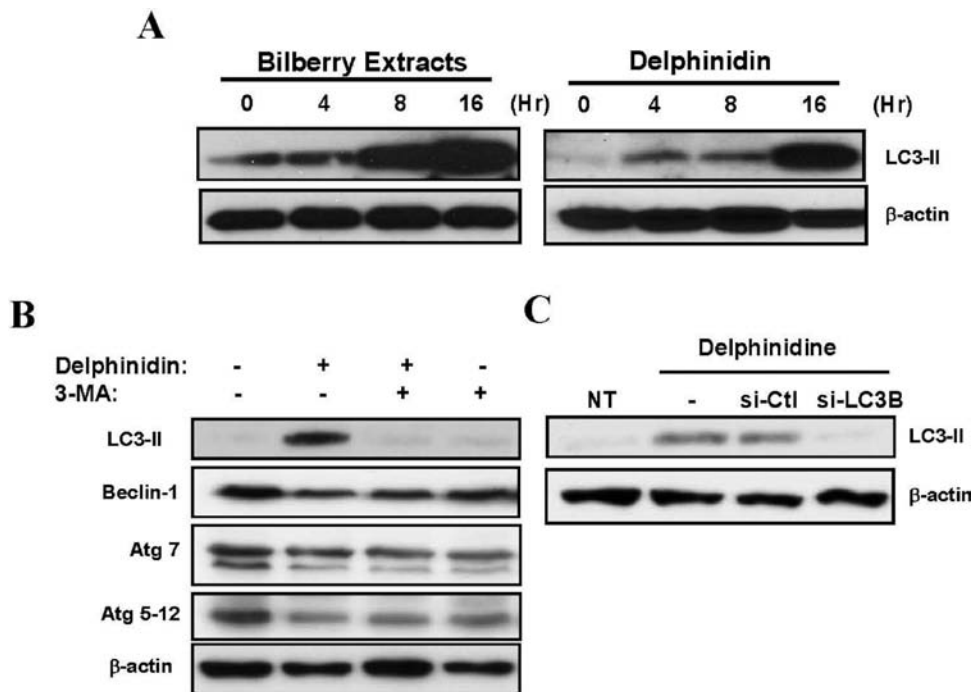 A
Bilberry Extracts
0 4 8 16 (Hr)
Delphinidin
0 4 8 16 (Hr)
LC3-II
β-actin
B
Delphinidin: - + + -
3-MA: - - + +
LC3-II
Beclin-1
Atg 7
Atg 5-12
β-actin
C
Delphinidine
NT - si-Ctl si-LC3B
LC3-II
β-actin